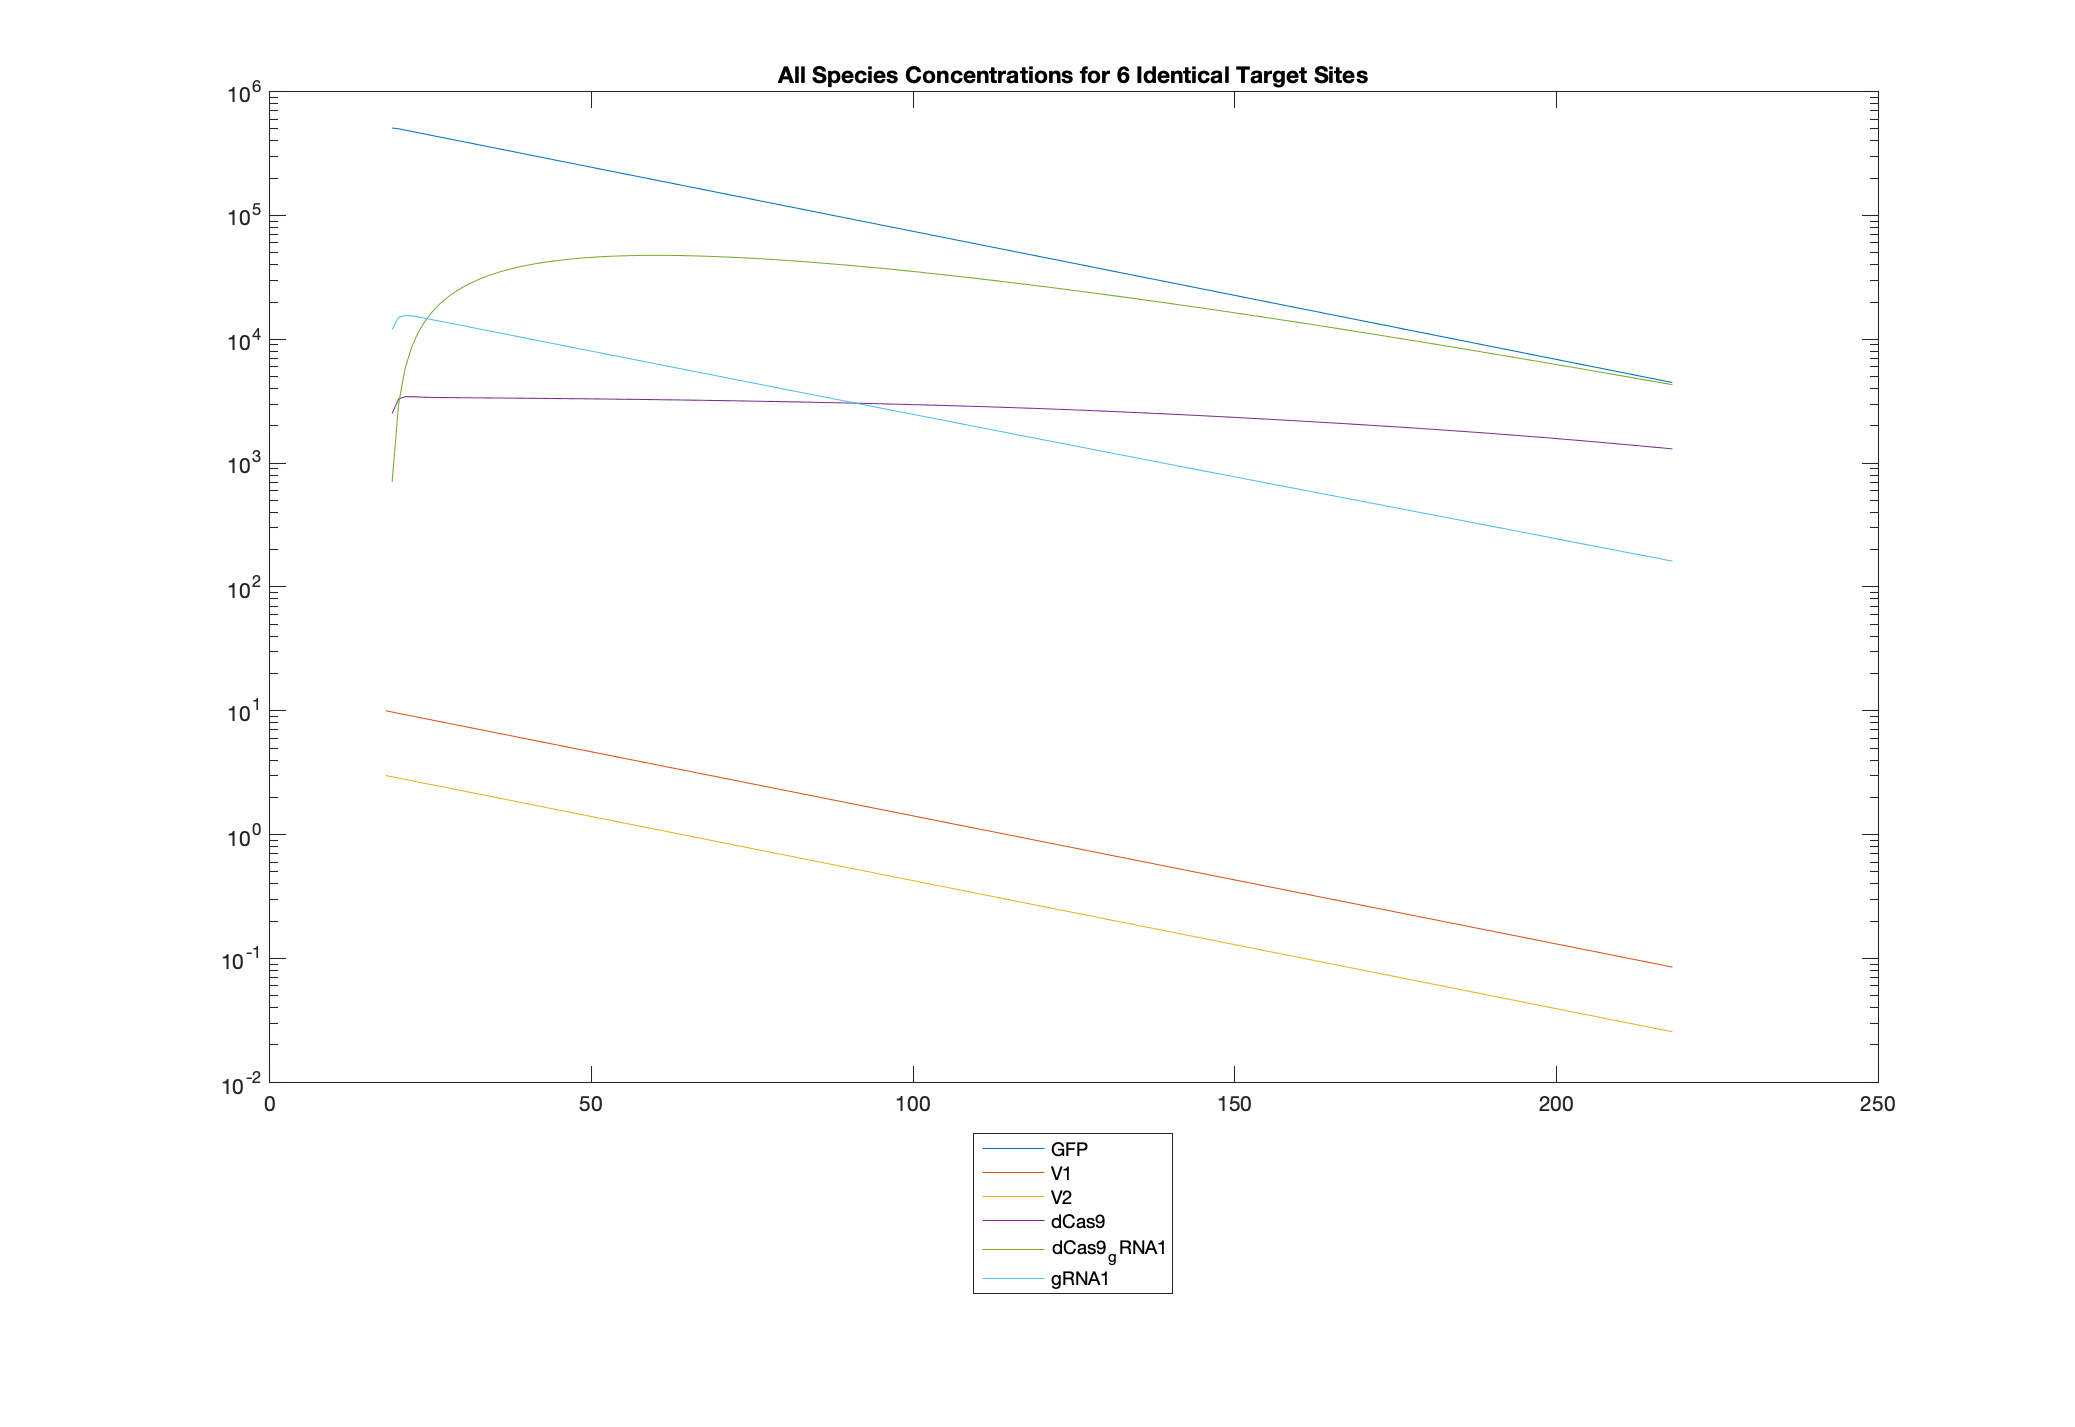 All Species Concentrations for 6 Identical Target Sites
10^6
10^5
10^4
10^3
10^2
10^1
10^0
10^-1
10^-2
0 50 100 150 200 250
GFP
V1
V2
dCas9
dCas9_gRNA1
gRNA1